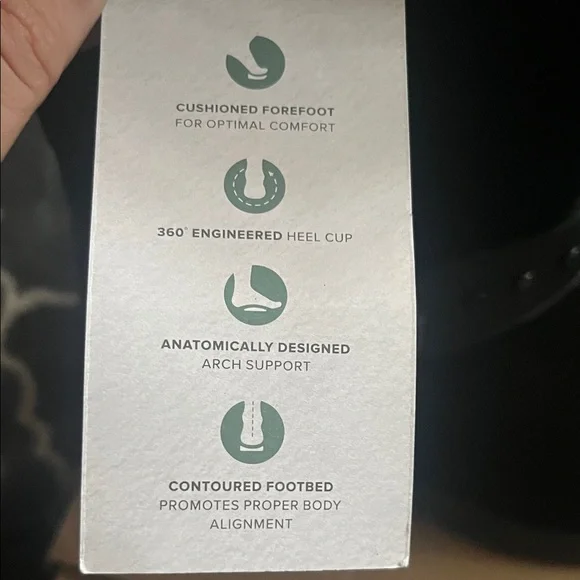 CUSHIONED FOREFOOT
FOR OPTIMAL COMFORT
360° ENGINEERED HEEL CUP
ANATOMICALLY DESIGNED
ARCH SUPPORT
CONTOURED FOOTBED
PROMOTES PROPER BODY
ALIGNMENT